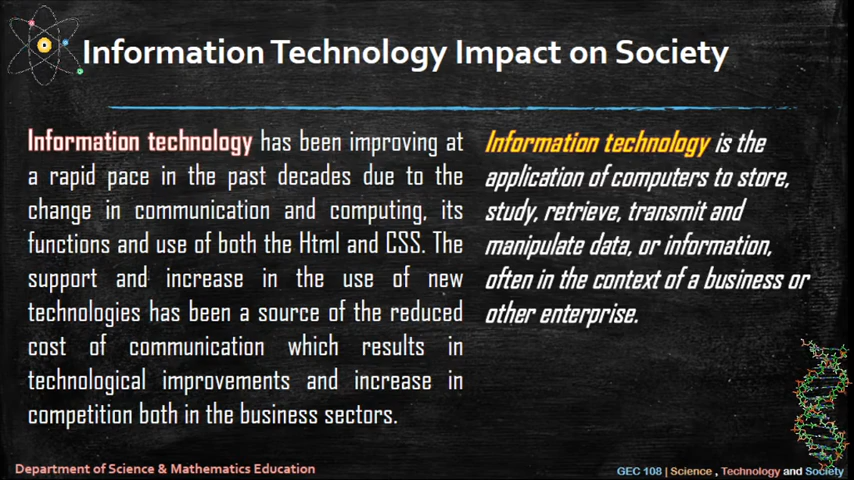 Information Technology Impact on Society
Information technology has been improving at
a rapid pace in the past decades due to the
change in communication and computing, its
functions and use of both the Html and CSS. The
support and increase in the use of new
technologies has been a source of the reduced
cost of communication which results in
technological improvements and increase in
competition both in the business sectors.
Information technology is the
application of computers to store,
study, retrieve, transmit and
manipulate data, or information,
often in the context of a business or
other enterprise.
Department of Science & Mathematics Education
GEC 108 | Science , Technology and Society